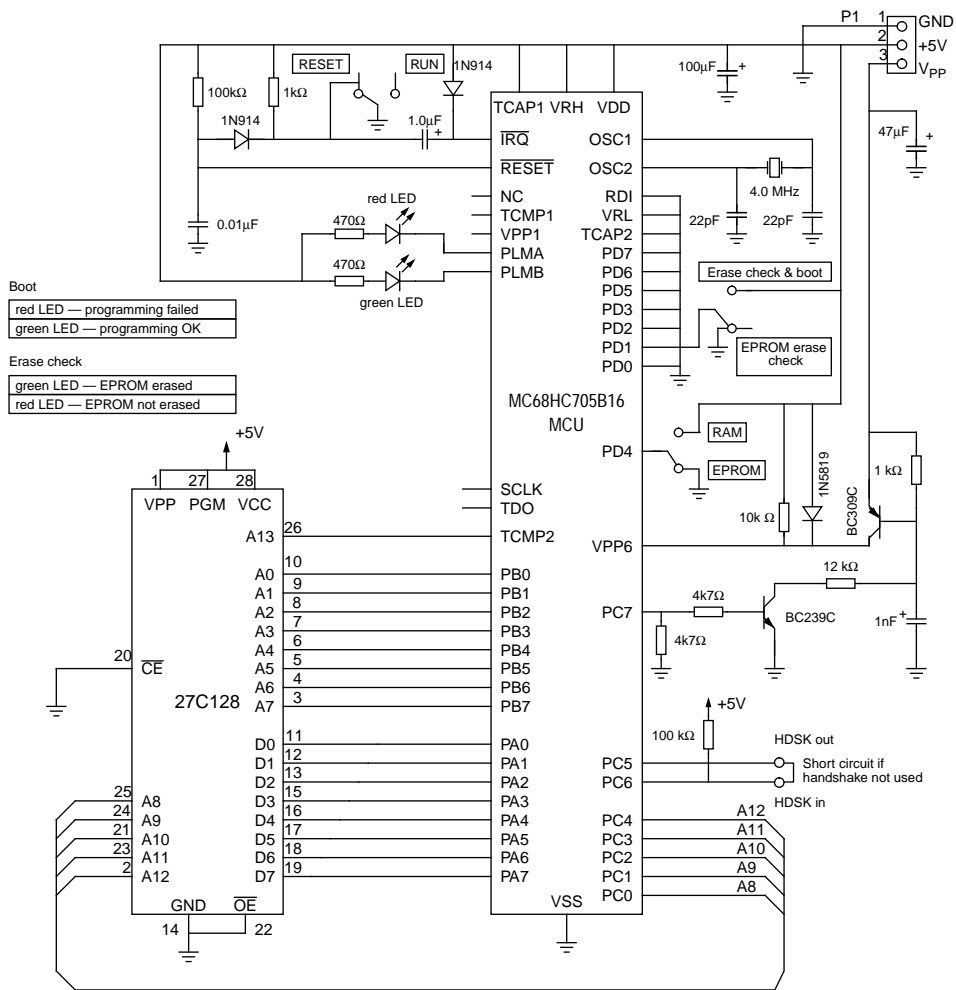 P1
1
GND
2
+5V
3
VPP
RESET
RUN
1N914
100µF
+
100kΩ
1kΩ
TCAP1 VRH VDD
1N914
1.0µF
+
47µF
+
IRQ
OSC1
RESET
OSC2
4.0 MHz
NC
RDI
red LED
TCMP1
VRL
22pF
22pF
0.01µF
470Ω
VPP1
TCAP2
PLMA
PD7
470Ω
PLMB
PD6
Erase check & boot
green LED
PD5
Boot
PD3
red LED — programming failed
PD2
green LED — programming OK
PD1
EPROM erase
check
PD0
Erase check
green LED — EPROM erased
red LED — EPROM not erased
MC68HC705B16
MCU
+5V
RAM
PD4
EPROM
1 kΩ
1N5819
BC309C
10k Ω
1
27
28
VPP PGM VCC
SCLK
TDO
A13
26
TCMP2
VPP6
A0
10
PB0
12 kΩ
A1
9
PB1
4k7Ω
A2
8
PB2
PC7
BC239C
1nF
+
A3
7
PB3
4k7Ω
A4
6
PB4
20
CE
A5
5
PB5
A6
4
PB6
27C128
A7
3
PB7
+5V
100 kΩ
D0
11
PA0
HDSK out
D1
12
PA1
PC5
Short circuit if
handshake not used
D2
13
PA2
PC6
HDSK in
25
A8
D3
15
PA3
24
A9
D4
16
PA4
PC4
A12
21
A10
D5
17
PA5
PC3
A11
23
A11
D6
18
PA6
PC2
A10
2
A12
D7
19
PA7
PC1
A9
PC0
A8
GND
OE
VSS
14
22